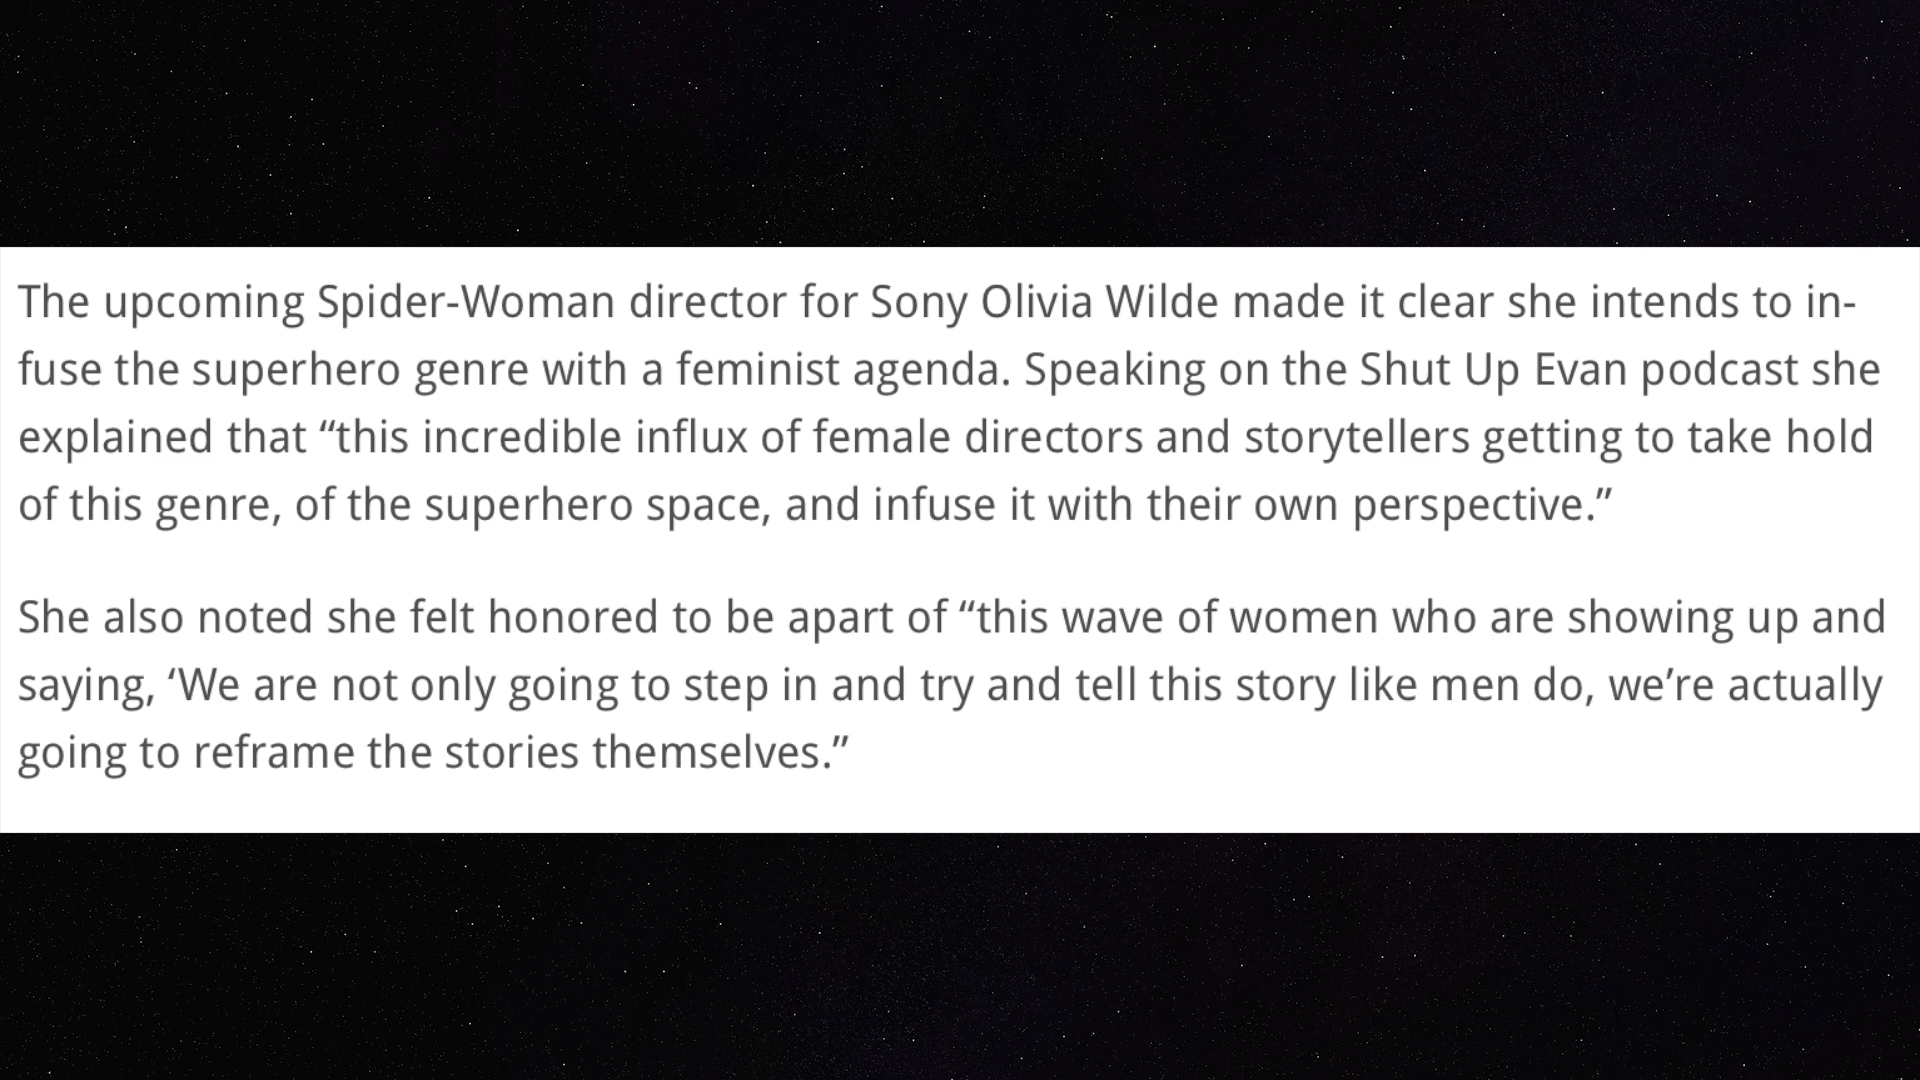 The upcoming Spider-Woman director for Sony Olivia Wilde made it clear she intends to in-
fuse the superhero genre with a feminist agenda. Speaking on the Shut Up Evan podcast she
explained that “this incredible influx of female directors and storytellers getting to take hold
of this genre, of the superhero space, and infuse it with their own perspective.”
She also noted she felt honored to be apart of “this wave of women who are showing up and
saying, ‘We are not only going to step in and try and tell this story like men do, we’re actually
going to reframe the stories themselves.”